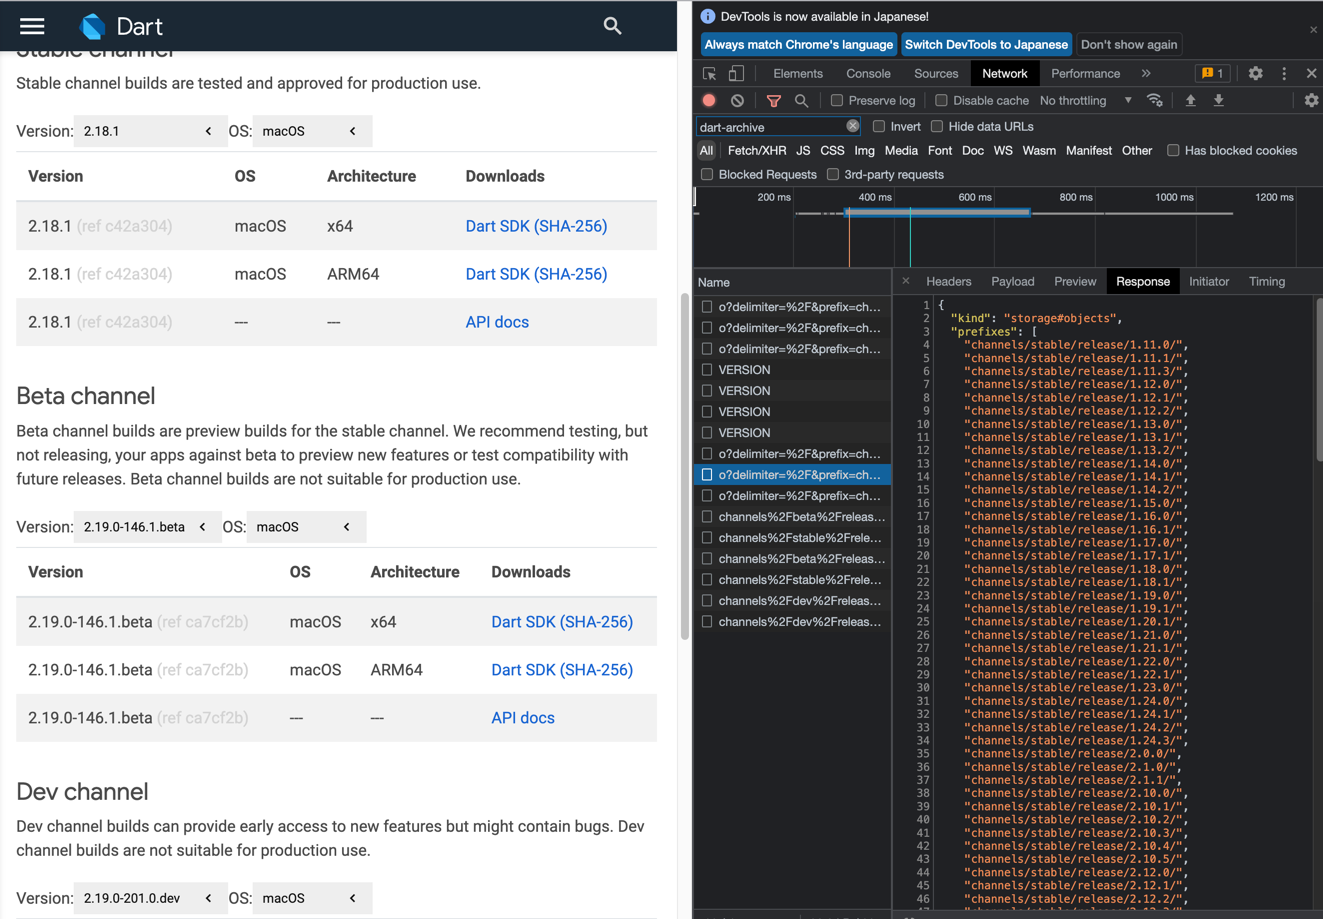 Dart
Stable channel
Stable channel builds are tested and approved for production use.
Version: 2.18.1 OS: macOS
Version OS Architecture Downloads
2.18.1 (ref c42a304) macOS x64 Dart SDK (SHA-256)
2.18.1 (ref c42a304) macOS ARM64 Dart SDK (SHA-256)
2.18.1 (ref c42a304) --- --- API docs
Beta channel
Beta channel builds are preview builds for the stable channel. We recommend testing, but
not releasing, your apps against beta to preview new features or test compatibility with
future releases. Beta channel builds are not suitable for production use.
Version: 2.19.0-146.1.beta OS: macOS
Version OS Architecture Downloads
2.19.0-146.1.beta (ref ca7cf2b) macOS x64 Dart SDK (SHA-256)
2.19.0-146.1.beta (ref ca7cf2b) macOS ARM64 Dart SDK (SHA-256)
2.19.0-146.1.beta (ref ca7cf2b) --- --- API docs
Dev channel
Dev channel builds can provide early access to new features but might contain bugs. Dev
channel builds are not suitable for production use.
Version: 2.19.0-201.0.dev OS: macOS
DevTools is now available in Japanese!
Always match Chrome's language Switch DevTools to Japanese Don't show again
Elements Console Sources Network Performance » 1
Preserve log Disable cache No throttling
dart-archive Invert Hide data URLs
All Fetch/XHR JS CSS Img Media Font Doc WS Wasm Manifest Other Has blocked cookies
Blocked Requests 3rd-party requests
200 ms 400 ms 600 ms 800 ms 1000 ms 1200 ms
Name
o?delimiter=%2F&prefix=ch...
o?delimiter=%2F&prefix=ch...
o?delimiter=%2F&prefix=ch...
VERSION
VERSION
VERSION
VERSION
o?delimiter=%2F&prefix=ch...
o?delimiter=%2F&prefix=ch...
o?delimiter=%2F&prefix=ch...
channels%2Fbeta%2Freleas...
channels%2Fstable%2Frele...
channels%2Fbeta%2Freleas...
channels%2Fstable%2Frele...
channels%2Fdev%2Freleas...
channels%2Fdev%2Freleas...
Headers Payload Preview Response Initiator Timing
1 {
2 "kind": "storage#objects",
3 "prefixes": [
4 "channels/stable/release/1.11.0/",
5 "channels/stable/release/1.11.1/",
6 "channels/stable/release/1.11.3/",
7 "channels/stable/release/1.12.0/",
8 "channels/stable/release/1.12.1/",
9 "channels/stable/release/1.12.2/",
10 "channels/stable/release/1.13.0/",
11 "channels/stable/release/1.13.1/",
12 "channels/stable/release/1.13.2/",
13 "channels/stable/release/1.14.0/",
14 "channels/stable/release/1.14.1/",
15 "channels/stable/release/1.14.2/",
16 "channels/stable/release/1.15.0/",
17 "channels/stable/release/1.16.0/",
18 "channels/stable/release/1.16.1/",
19 "channels/stable/release/1.17.0/",
20 "channels/stable/release/1.17.1/",
21 "channels/stable/release/1.18.0/",
22 "channels/stable/release/1.18.1/",
23 "channels/stable/release/1.19.0/",
24 "channels/stable/release/1.19.1/",
25 "channels/stable/release/1.20.1/",
26 "channels/stable/release/1.21.0/",
27 "channels/stable/release/1.21.1/",
28 "channels/stable/release/1.22.0/",
29 "channels/stable/release/1.22.1/",
30 "channels/stable/release/1.23.0/",
31 "channels/stable/release/1.24.0/",
32 "channels/stable/release/1.24.1/",
33 "channels/stable/release/1.24.2/",
34 "channels/stable/release/1.24.3/",
35 "channels/stable/release/2.0.0/",
36 "channels/stable/release/2.1.0/",
37 "channels/stable/release/2.1.1/",
38 "channels/stable/release/2.10.0/",
39 "channels/stable/release/2.10.1/",
40 "channels/stable/release/2.10.2/",
41 "channels/stable/release/2.10.3/",
42 "channels/stable/release/2.10.4/",
43 "channels/stable/release/2.10.5/",
44 "channels/stable/release/2.12.0/",
45 "channels/stable/release/2.12.1/",
46 "channels/stable/release/2.12.2/",